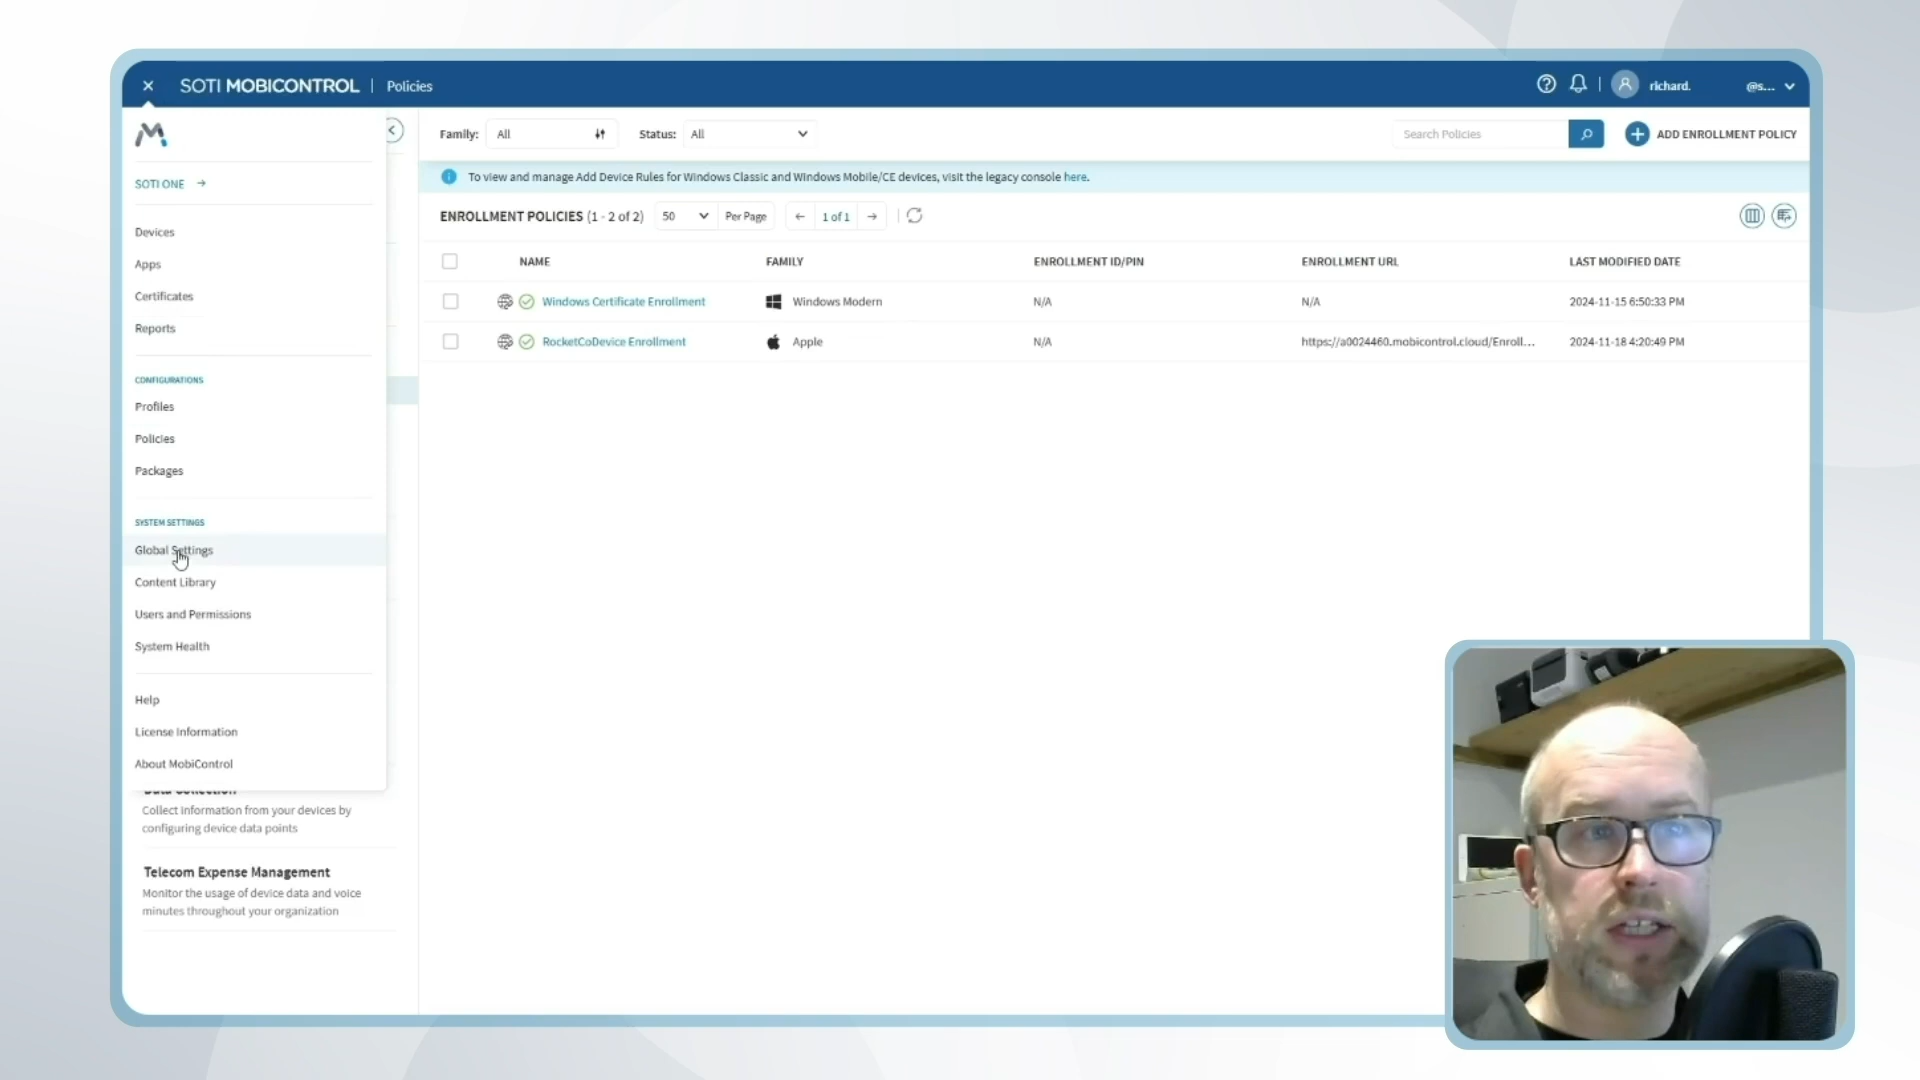 SOTI MOBICONTROL | Policies
richard.
@s...
SOTI ONE
Devices
Apps
Certificates
Reports
CONFIGURATIONS
Profiles
Policies
Packages
SYSTEM SETTINGS
Global Settings
Content Library
Users and Permissions
System Health
Help
License Information
About MobiControl
Data Collection
Collect information from your devices by
configuring device data points
Telecom Expense Management
Monitor the usage of device data and voice
minutes throughout your organization
Family: All
Status: All
Search Policies
ADD ENROLLMENT POLICY
To view and manage Add Device Rules for Windows Classic and Windows Mobile/CE devices, visit the legacy console here.
ENROLLMENT POLICIES (1 - 2 of 2) 50 Per Page 1 of 1
NAME FAMILY ENROLLMENT ID/PIN ENROLLMENT URL LAST MODIFIED DATE
Windows Certificate Enrollment Windows Modern N/A N/A 2024-11-15 6:50:33 PM
RocketCoDevice Enrollment Apple N/A https://a0024460.mobicontrol.cloud/Enroll... 2024-11-18 4:20:49 PM